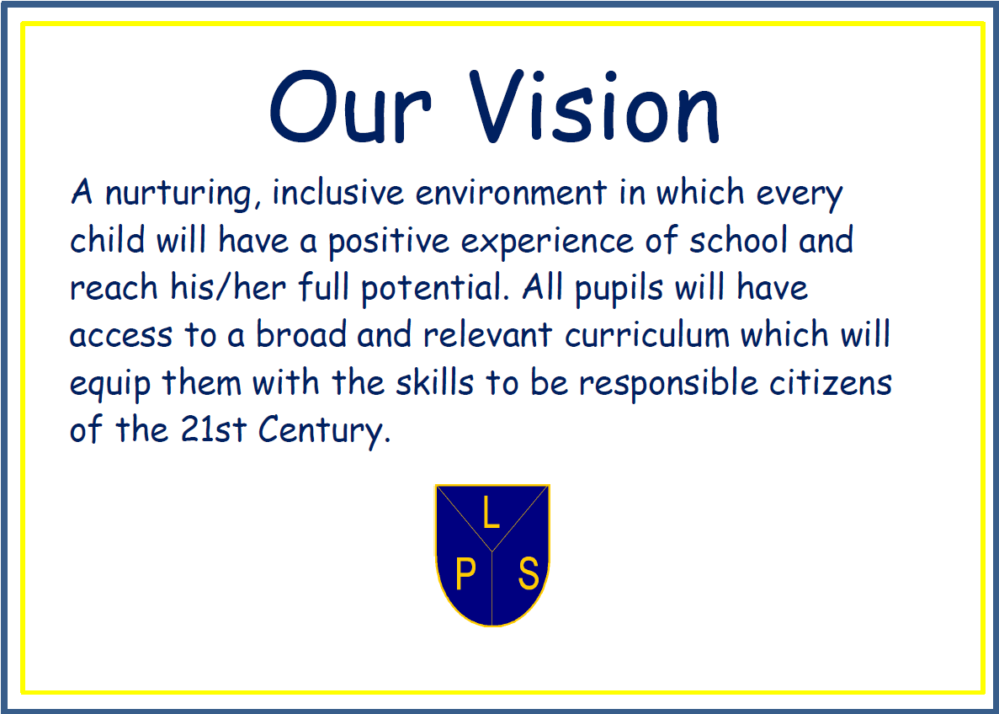 Our Vision
A nurturing, inclusive environment in which every
child will have a positive experience of school and
reach his/her full potential. All pupils will have
access to a broad and relevant curriculum which will
equip them with the skills to be responsible citizens
of the 21st Century.
L
P S